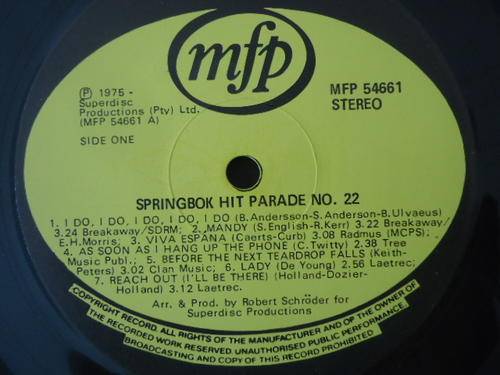 mfp
℗ 1975 -
Superdisc
Productions (Pty) Ltd.
(MFP 54661 A)
SIDE ONE
MFP 54661
STEREO
SPRINGBOK HIT PARADE NO. 22
1. I DO, I DO, I DO, I DO, I DO (B.Andersson-S.Anderson-B.Ulvaeus)
3.24 Breakaway/SDRM; 2. MANDY (S.English-R.Kerr) 3.22 Breakaway/
E.H.Morris; 3. VIVA ESPANA (Caerts-Curb) 3.08 Radmus (MCPS);
4. AS SOON AS I HANG UP THE PHONE (C.Twitty) 2.38 Tree
Music Publ.; 5. BEFORE THE NEXT TEARDROP FALLS (Keith-
Peters) 3.02 Clan Music; 6. LADY (De Young) 2.56 Laetrec;
7. REACH OUT (I'LL BE THERE) (Holland-Dozier-
Holland) 3.12 Laetrec.
Arr. & Prod. by Robert Schröder for
Superdisc Productions
COPYRIGHT RECORD. ALL RIGHTS OF THE MANUFACTURER AND OF THE OWNER OF
THE RECORDED WORK RESERVED. UNAUTHORISED PUBLIC PERFORMANCE,
BROADCASTING AND COPY OF THIS RECORD PROHIBITED